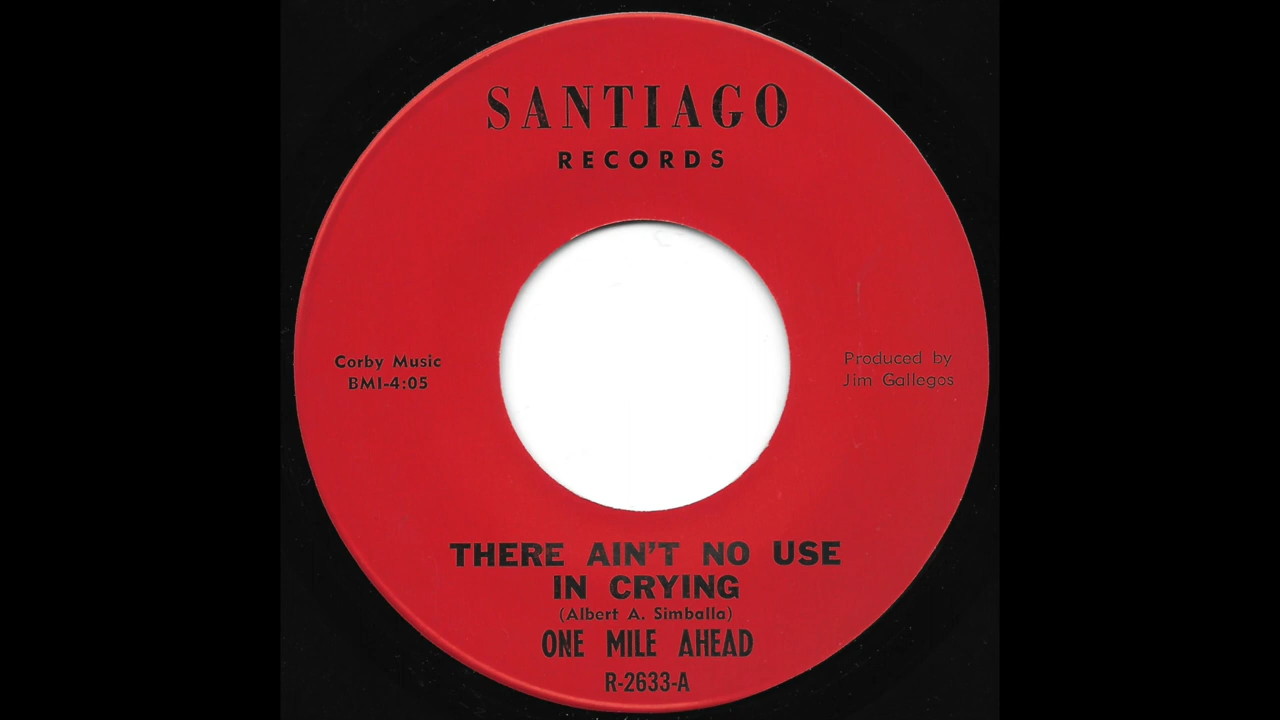 SANTIAGO
RECORDS
Corby Music
BMI-4:05
Produced by
Jim Gallegos
THERE AIN'T NO USE
IN CRYING
(Albert A. Simballa)
ONE MILE AHEAD
R-2633-A